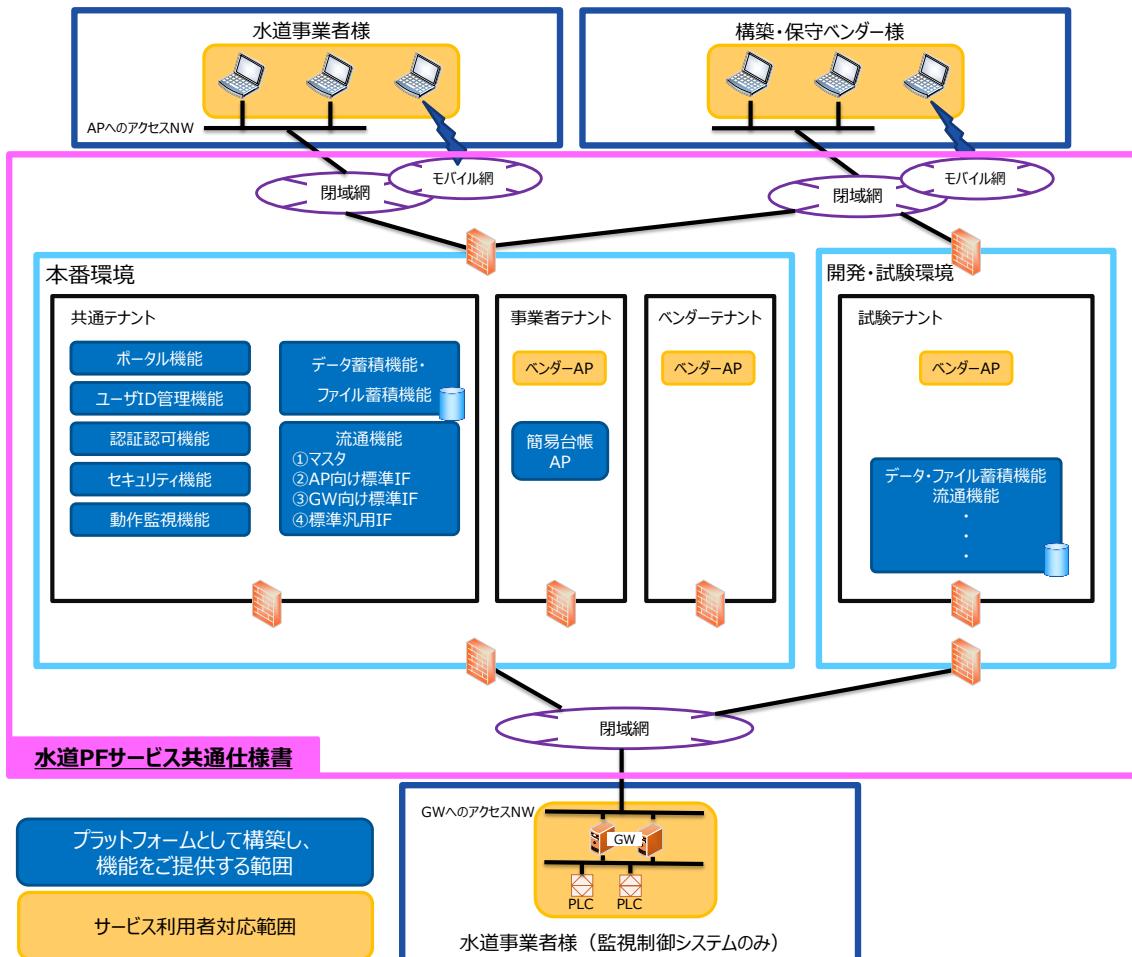 水道事業者様
構築・保守ベンダー様
APへのアクセスNW
閉域網
モバイル網
閉域網
モバイル網
本番環境
共通テナント
ポータル機能
ユーザID管理機能
認証認可機能
セキュリティ機能
動作監視機能
データ蓄積機能・
ファイル蓄積機能
流通機能
①マスタ
②AP向け標準IF
③GW向け標準IF
④標準汎用IF
事業者テナント
ベンダーAP
簡易台帳
AP
ベンダーテナント
ベンダーAP
開発・試験環境
試験テナント
ベンダーAP
データ・ファイル蓄積機能
流通機能
・
・
・
閉域網
水道PFサービス共通仕様書
GWへのアクセスNW
GW
PLC
PLC
水道事業者様（監視制御システムのみ）
プラットフォームとして構築し、
機能をご提供する範囲
サービス利用者対応範囲